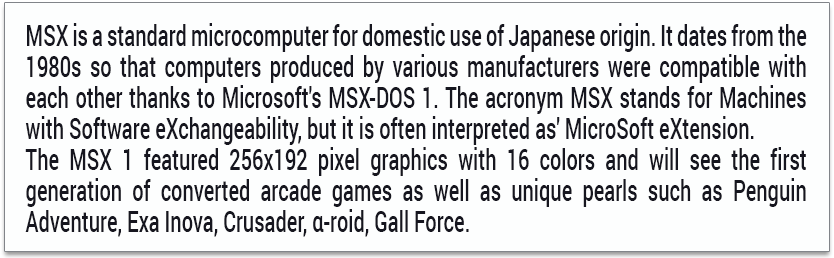 MSX is a standard microcomputer for domestic use of Japanese origin. It dates from the
1980s so that computers produced by various manufacturers were compatible with
each other thanks to Microsoft's MSX-DOS 1. The acronym MSX stands for Machines
with Software eXchangeability, but it is often interpreted as' MicroSoft eXtension.
The MSX 1 featured 256x192 pixel graphics with 16 colors and will see the first
generation of converted arcade games as well as unique pearls such as Penguin
Adventure, Exa Inova, Crusader, α-roid, Gall Force.